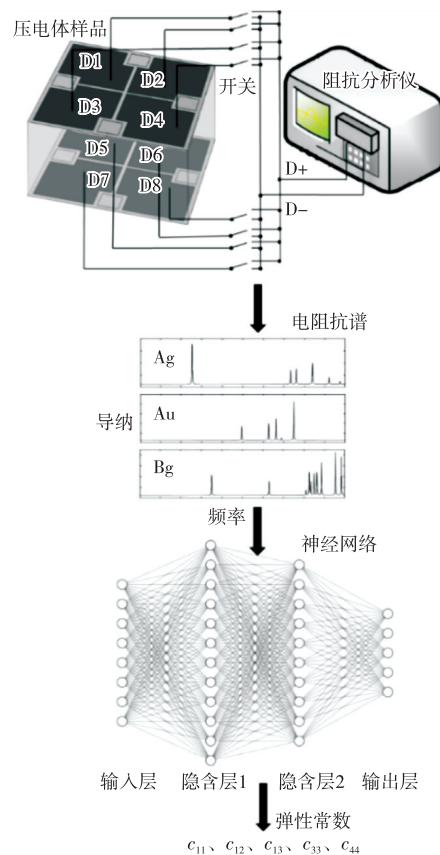 压电体样品
D1
D2
开关
阻抗分析仪
D3
D4
D5
D6
D7
D8
D+
D−
电阻抗谱
Ag
导纳
Au
Bg
频率
神经网络
输入层 隐含层1 隐含层2 输出层
弹性常数
c₁₁、c₁₂、c₁₃、c₃₃、c₄₄